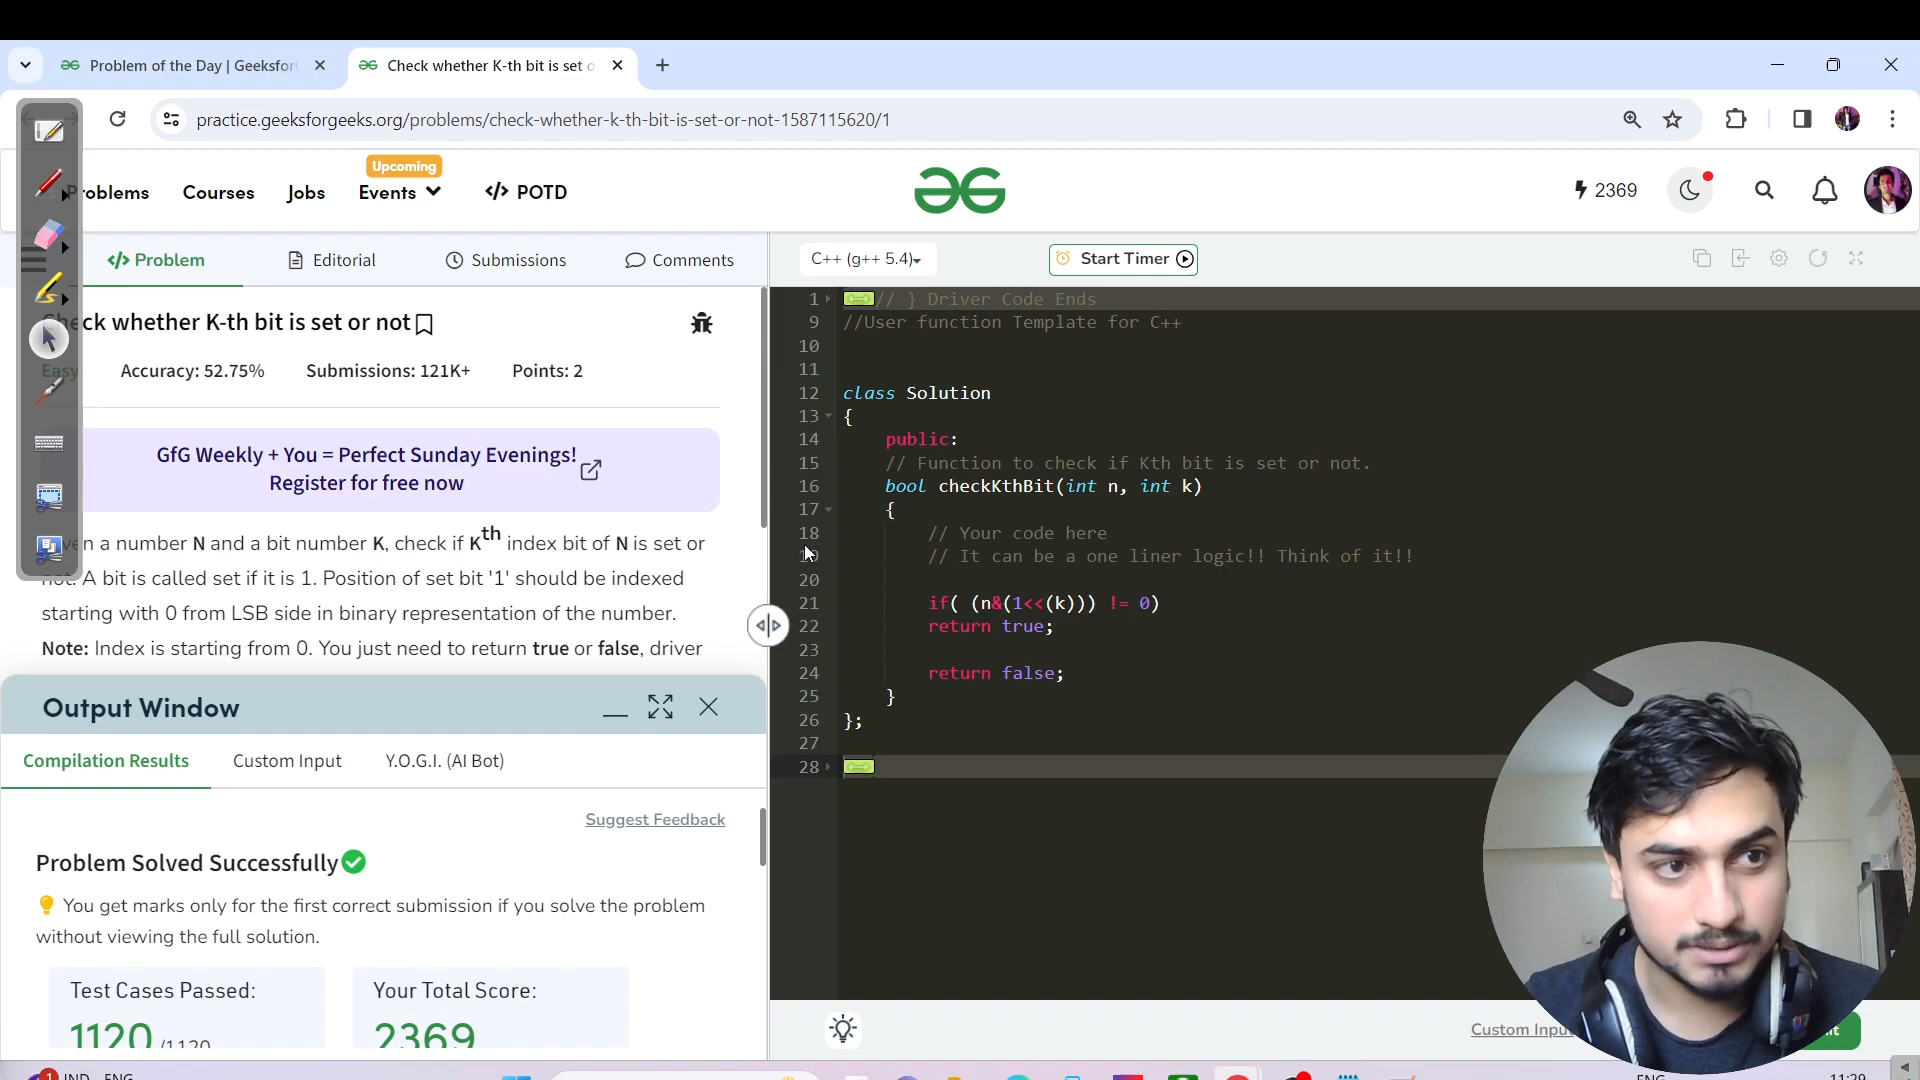 Problem of the Day | Geeksfor
Check whether K-th bit is set o
practice.geeksforgeeks.org/problems/check-whether-k-th-bit-is-set-or-not-1587115620/1
Upcoming
roblems Courses Jobs Events </> POTD
2369
</> Problem Editorial Submissions Comments
C++ (g++ 5.4) Start Timer
ck whether K-th bit is set or not
Easy Accuracy: 52.75% Submissions: 121K+ Points: 2
GfG Weekly + You = Perfect Sunday Evenings!
Register for free now
en a number N and a bit number K, check if Kth index bit of N is set or
not. A bit is called set if it is 1. Position of set bit '1' should be indexed
starting with 0 from LSB side in binary representation of the number.
Note: Index is starting from 0. You just need to return true or false, driver
Output Window
Compilation Results Custom Input Y.O.G.I. (AI Bot)
Suggest Feedback
Problem Solved Successfully
You get marks only for the first correct submission if you solve the problem
without viewing the full solution.
Test Cases Passed: Your Total Score:
1120 /1120 2369
1 // } Driver Code Ends
9 //User function Template for C++
10
11
12 class Solution
13 {
14 public:
15 // Function to check if Kth bit is set or not.
16 bool checkKthBit(int n, int k)
17 {
18 // Your code here
// It can be a one liner logic!! Think of it!!
20
21 if( (n&(1<<(k))) != 0)
22 return true;
23
24 return false;
25 }
26 };
27
28
Custom Inpu
1 IND ENG
ENG 11:29